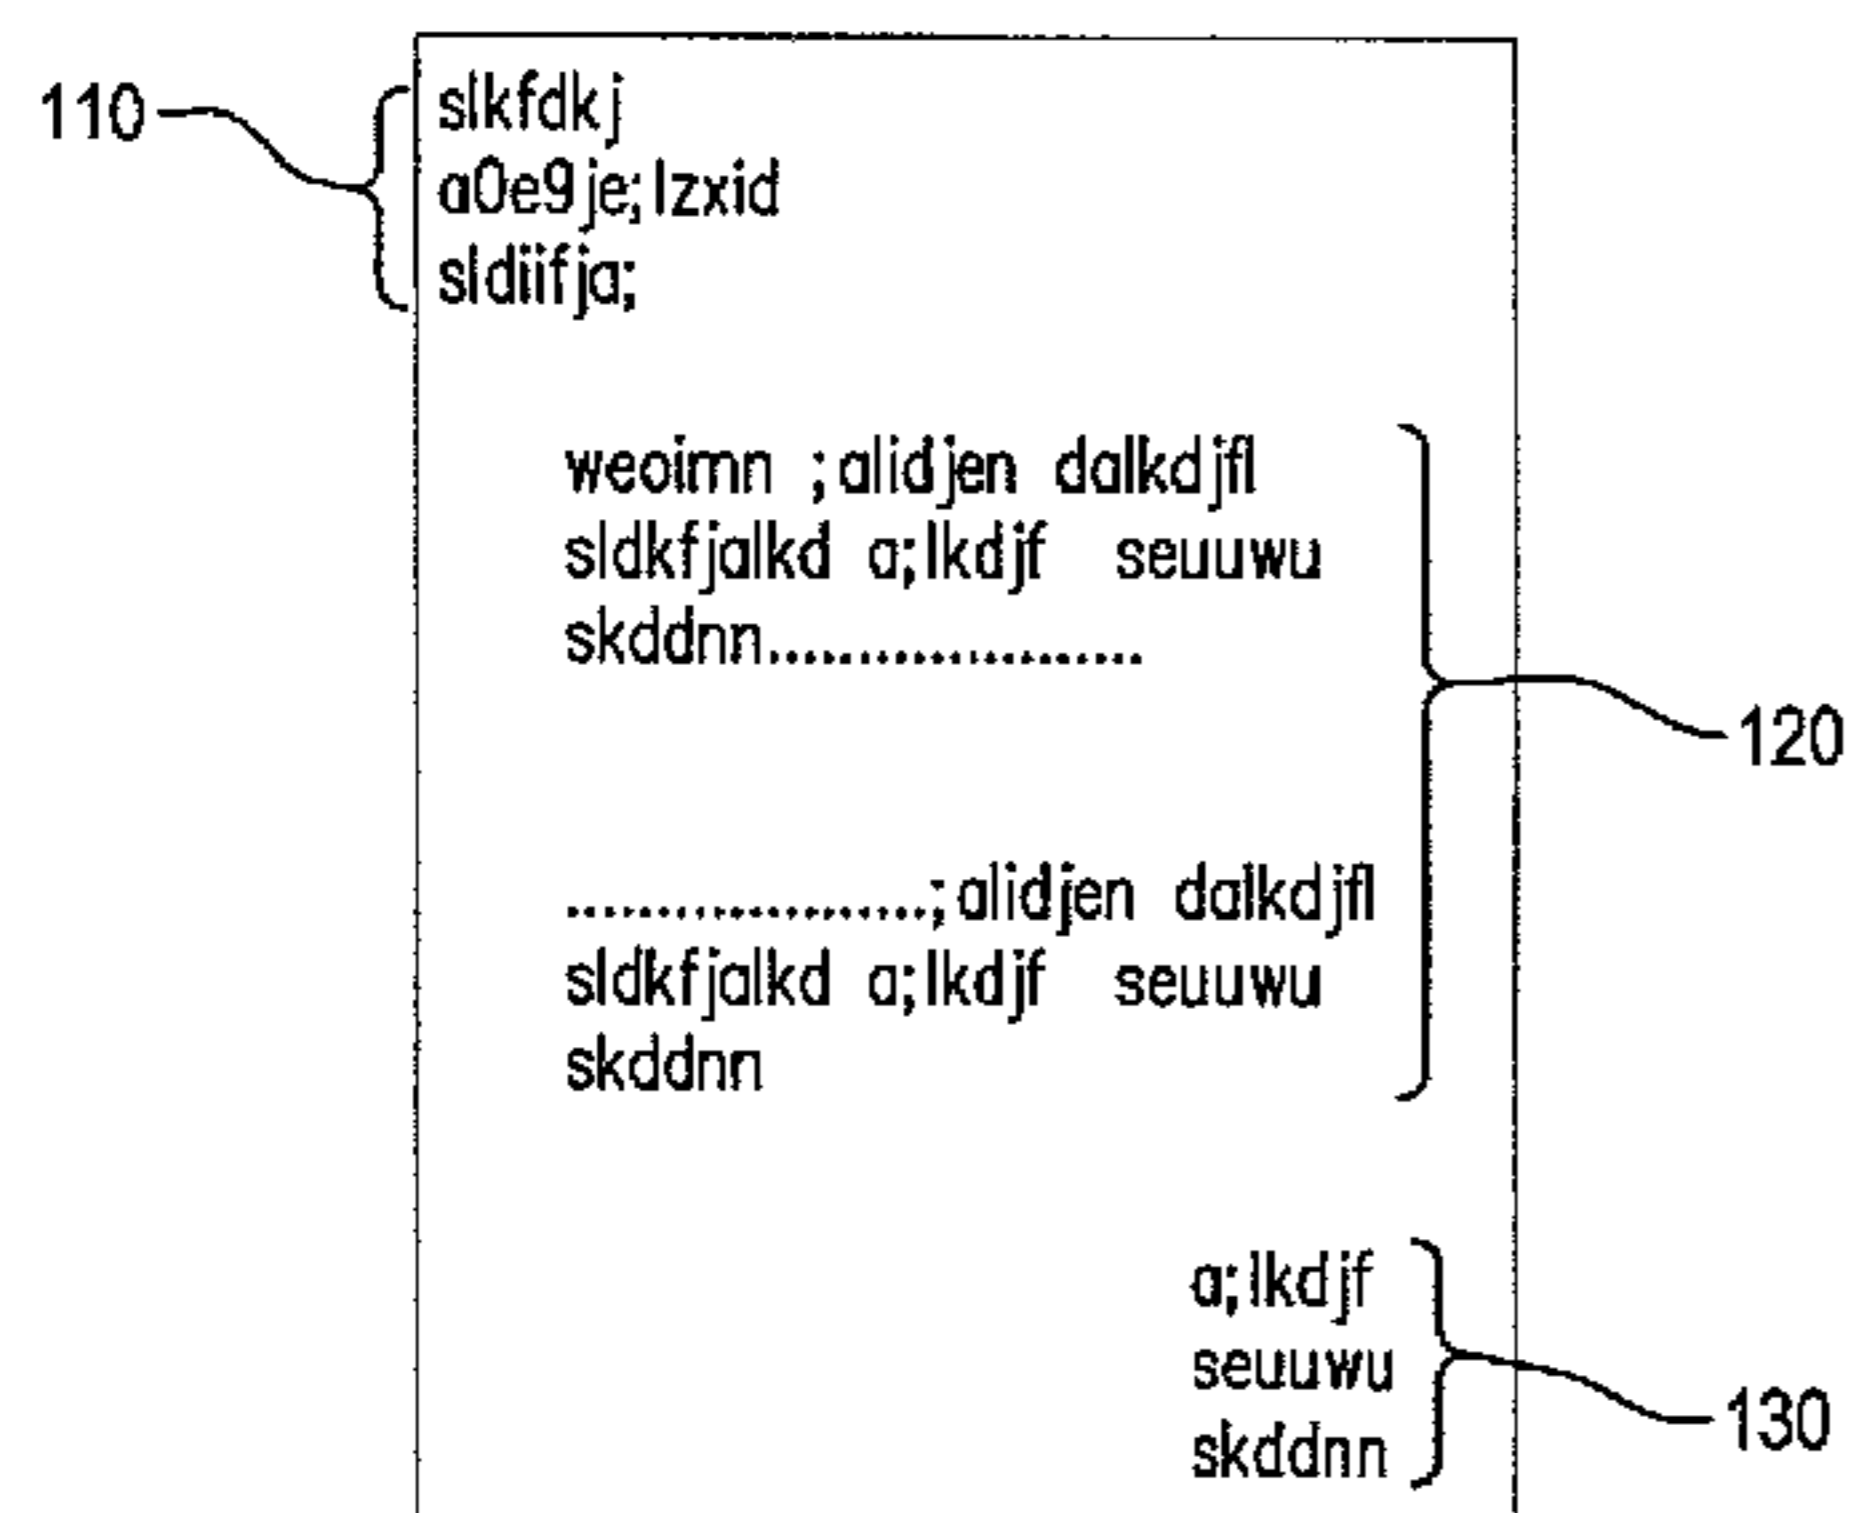 110
slkfdkj
a0e9je;lzxid
sldiifja;
weoimn ;alidjen dalkdjfl
sldkfjalkd a;lkdjf seuuwu
skddnn.....................
120
....................;alidjen dalkdjfl
sldkfjalkd a;lkdjf seuuwu
skddnn
a;lkdjf
seuuwu
skddnn
130